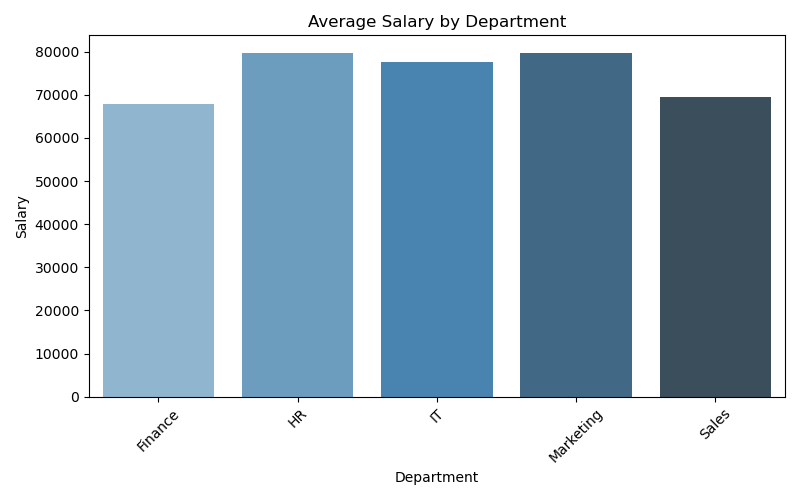 Average Salary by Department
80000
70000
60000
50000
40000
30000
20000
10000
0
Salary
Finance
HR
IT
Marketing
Sales
Department